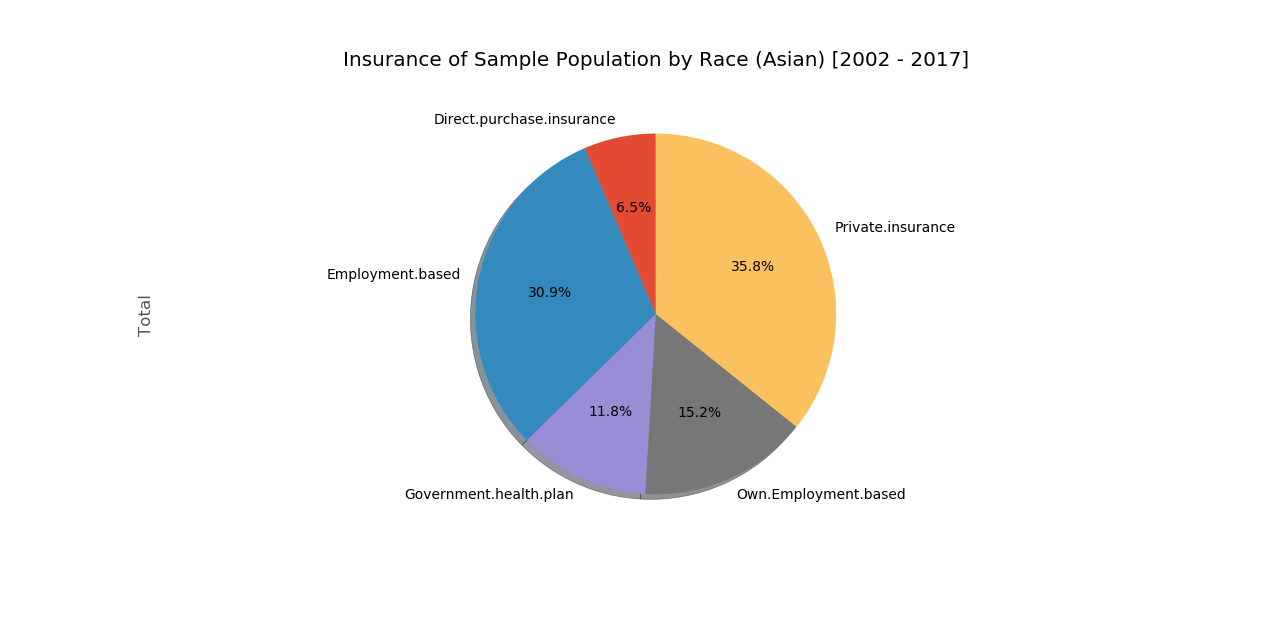 Insurance of Sample Population by Race (Asian) [2002 - 2017]
Direct.purchase.insurance
6.5%
Private.insurance
35.8%
Employment.based
30.9%
Total
11.8%
15.2%
Government.health.plan
Own.Employment.based